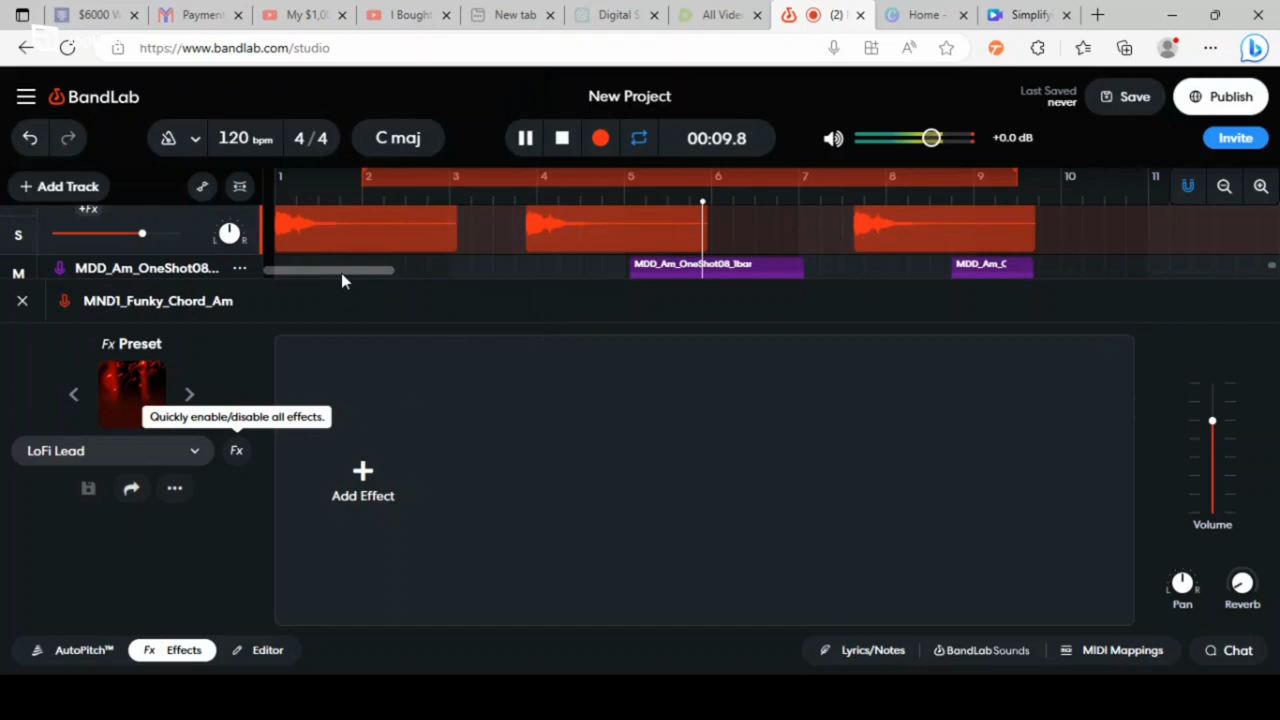 $6000 W
Payment
My $1,0
I Bought
New tab
Digital S
All Vide
(2)
Home -
Simplify
https://www.bandlab.com/studio
BandLab
New Project
Last Saved
never
Save
Publish
120 bpm
4/4
C maj
00:09.8
+0.0 dB
Invite
+ Add Track
1 2 3 4 5 6 7 8 9 10 11
+Fx
S
L R
M
MDD_Am_OneShot08...
MDD_Am_OneShot08_1bar
MDD_Am_C
MND1_Funky_Chord_Am
Fx Preset
Quickly enable/disable all effects.
LoFi Lead
Fx
Add Effect
Volume
L R
Pan
Reverb
AutoPitch™
Fx Effects
Editor
Lyrics/Notes
BandLab Sounds
MIDI Mappings
Chat